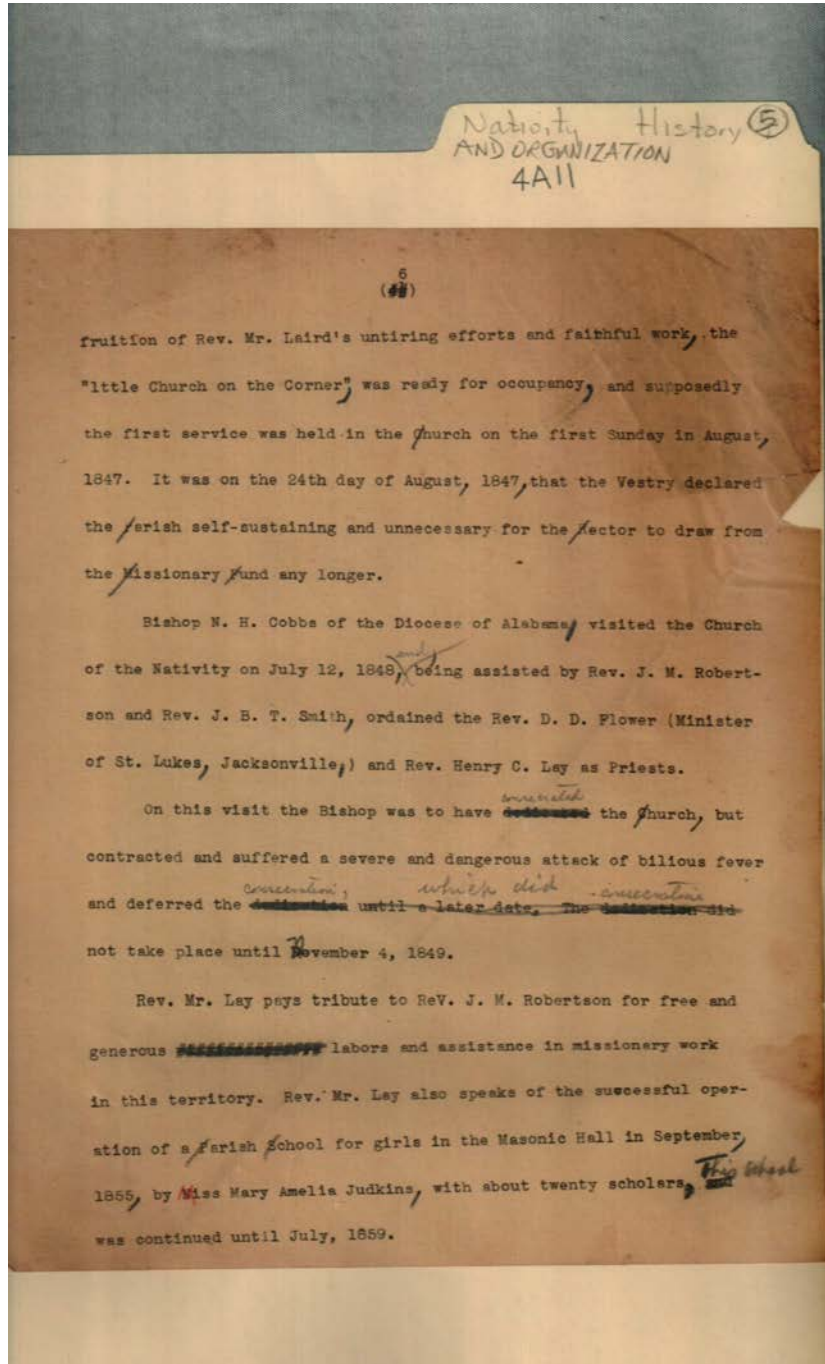 Nativity History 5
AND ORGANIZATION
4A11
6
( )
fruition of Rev. Mr. Laird's untiring efforts and faithful work, the
"lttle Church on the Corner", was ready for occupancy, and supposedly
the first service was held in the Church on the first Sunday in August,
1847. It was on the 24th day of August, 1847, that the Vestry declared
the Parish self-sustaining and unnecessary for the Rector to draw from
the Missionary Fund any longer.
Bishop N. H. Cobbs of the Diocese of Alabama, visited the Church
and
of the Nativity on July 12, 1848, being assisted by Rev. J. M. Robert-
son and Rev. J. B. T. Smith, ordained the Rev. D. D. Flower (Minister
of St. Lukes, Jacksonville,) and Rev. Henry C. Lay as Priests.
consecrated
On this visit the Bishop was to have dedicated the Church, but
contracted and suffered a severe and dangerous attack of bilious fever
consecration, which did consecration
and deferred the dedication until a later date. The dedication did
not take place until November 4, 1849.
Rev. Mr. Lay pays tribute to ReV. J. M. Robertson for free and
generous labors and assistance in missionary work
in this territory. Rev. Mr. Lay also speaks of the successful oper-
ation of a Parish School for girls in the Masonic Hall in September,
This School
1855, by Miss Mary Amelia Judkins, with about twenty scholars, and
was continued until July, 1859.